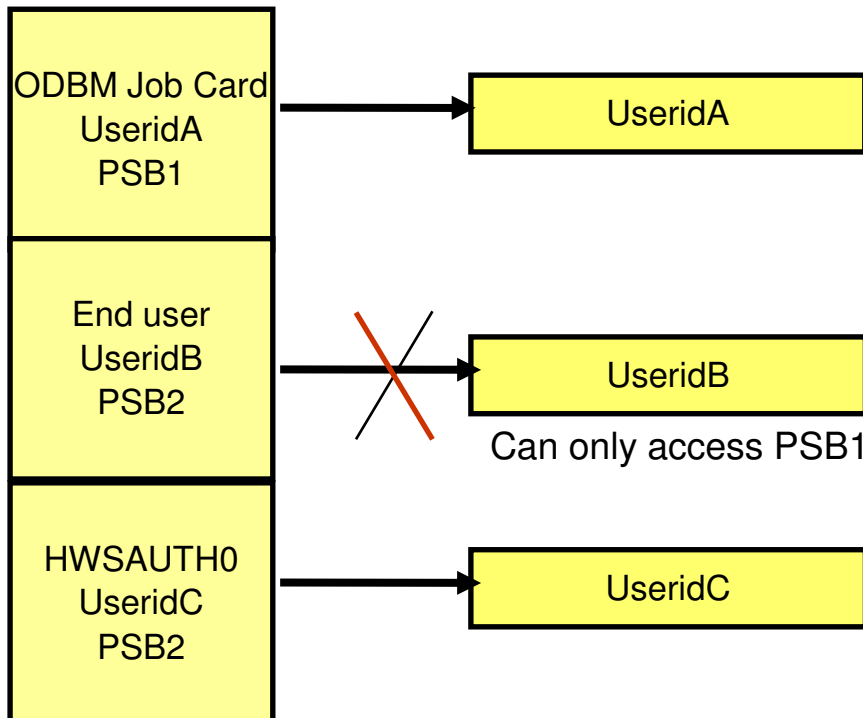 ODBM Job Card
UseridA
PSB1
UseridA
End user
UseridB
PSB2
UseridB
Can only access PSB1
HWSAUTH0
UseridC
PSB2
UseridC